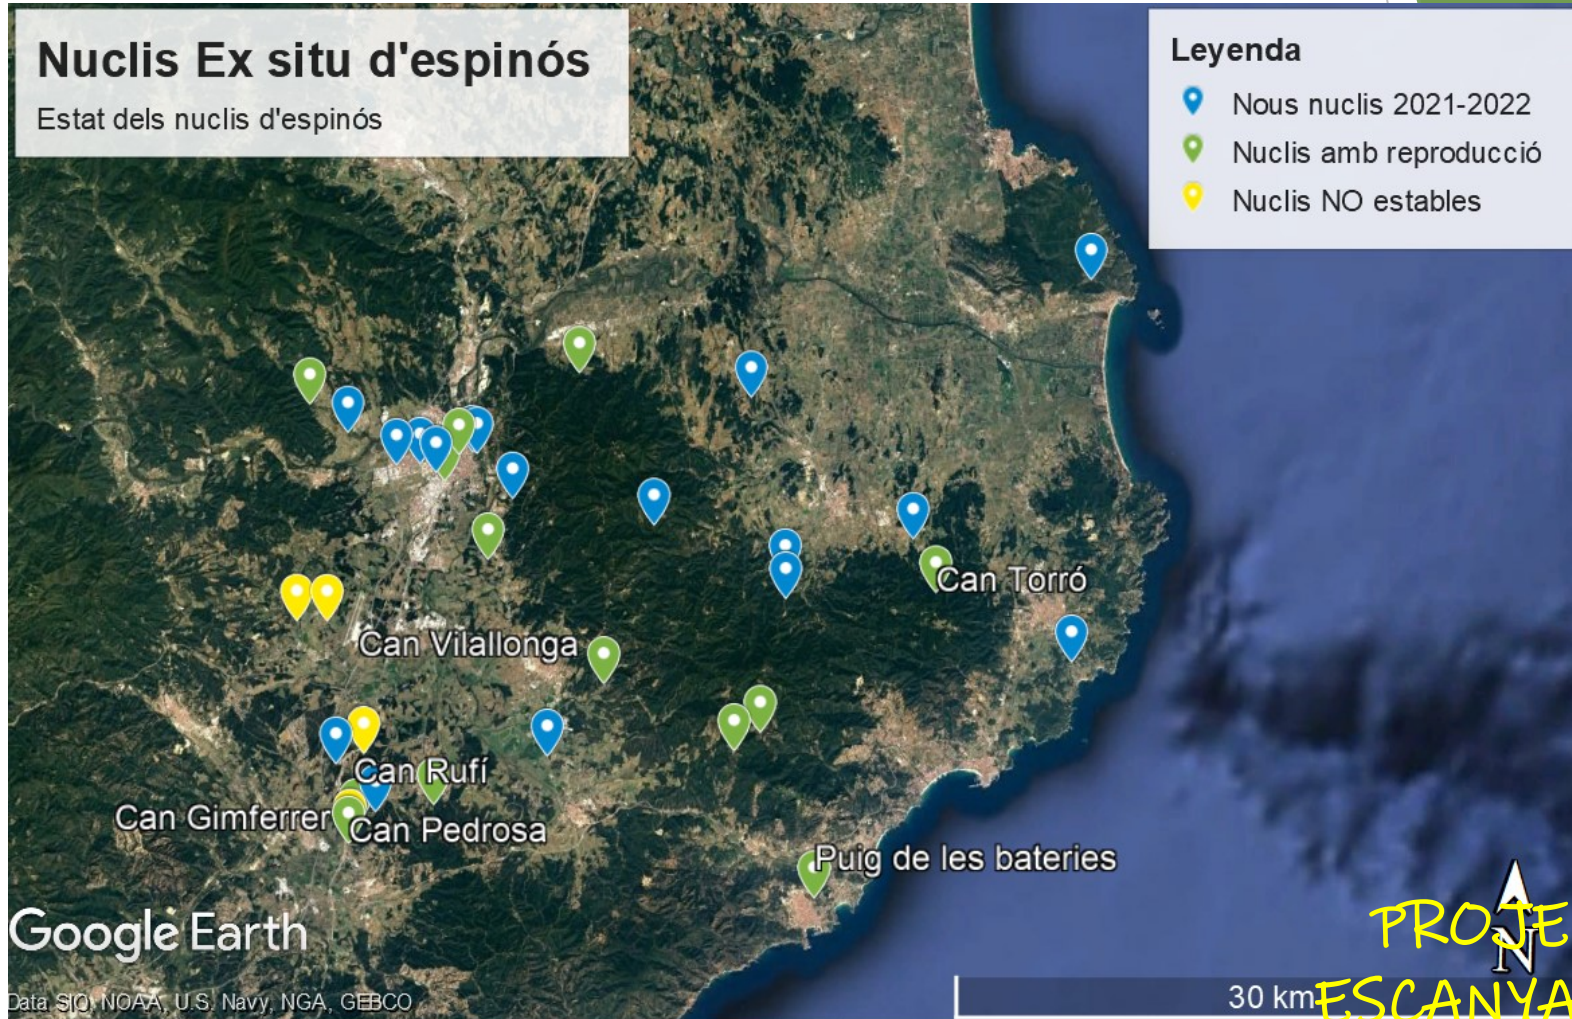 Nuclis Ex situ d'espinós
Estat dels nuclis d'espinós
Leyenda
Nous nuclis 2021-2022
Nuclis amb reproducció
Nuclis NO estables
Can Torró
Can Vilallonga
Can Rufí
Can Gimferrer
Can Pedrosa
Puig de les bateries
Google Earth
Data SIO, NOAA, U.S. Navy, NGA, GEBCO
N
30 km
PROJE
ESCANYA